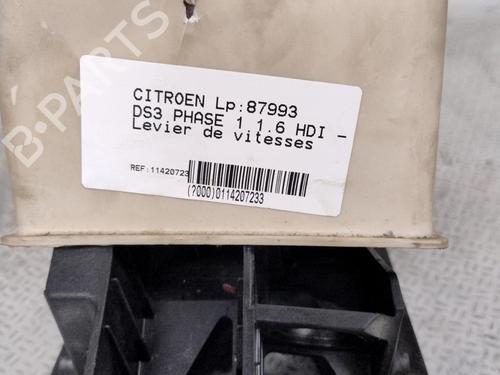 B-PARTS
CITROEN Lp:87993
DS3 PHASE 1 1.6 HDI -
Levier de vitesses
REF:11420723
(?000)0114207233